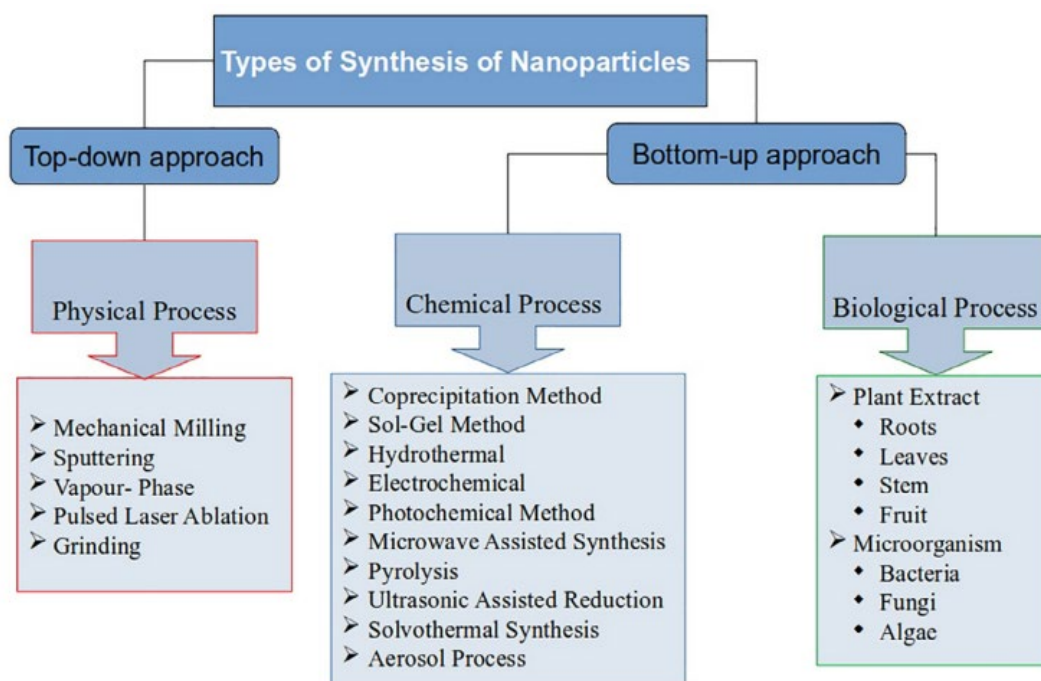 Types of Synthesis of Nanoparticles
Top-down approach
Bottom-up approach
Physical Process
Chemical Process
Biological Process
➢ Mechanical Milling
➢ Sputtering
➢ Vapour- Phase
➢ Pulsed Laser Ablation
➢ Grinding
➢ Coprecipitation Method
➢ Sol-Gel Method
➢ Hydrothermal
➢ Electrochemical
➢ Photochemical Method
➢ Microwave Assisted Synthesis
➢ Pyrolysis
➢ Ultrasonic Assisted Reduction
➢ Solvothermal Synthesis
➢ Aerosol Process
➢ Plant Extract
◆ Roots
◆ Leaves
◆ Stem
◆ Fruit
➢ Microorganism
◆ Bacteria
◆ Fungi
◆ Algae